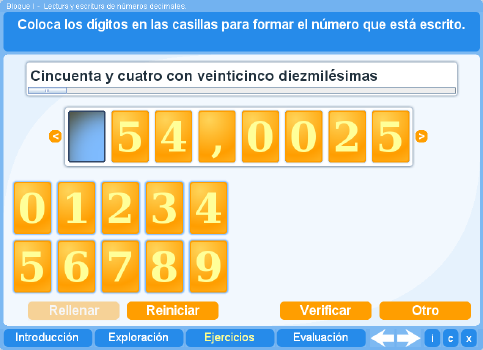 Bloque I - Lectura y escritura de números decimales.
Coloca los dígitos en las casillas para formar el número que está escrito.
Cincuenta y cuatro con veinticinco diezmilésimas
< 5 4 , 0 0 2 5 >
0 1 2 3 4
5 6 7 8 9
Rellenar Reiniciar Verificar Otro
Introducción Exploración Ejercicios Evaluación i c x